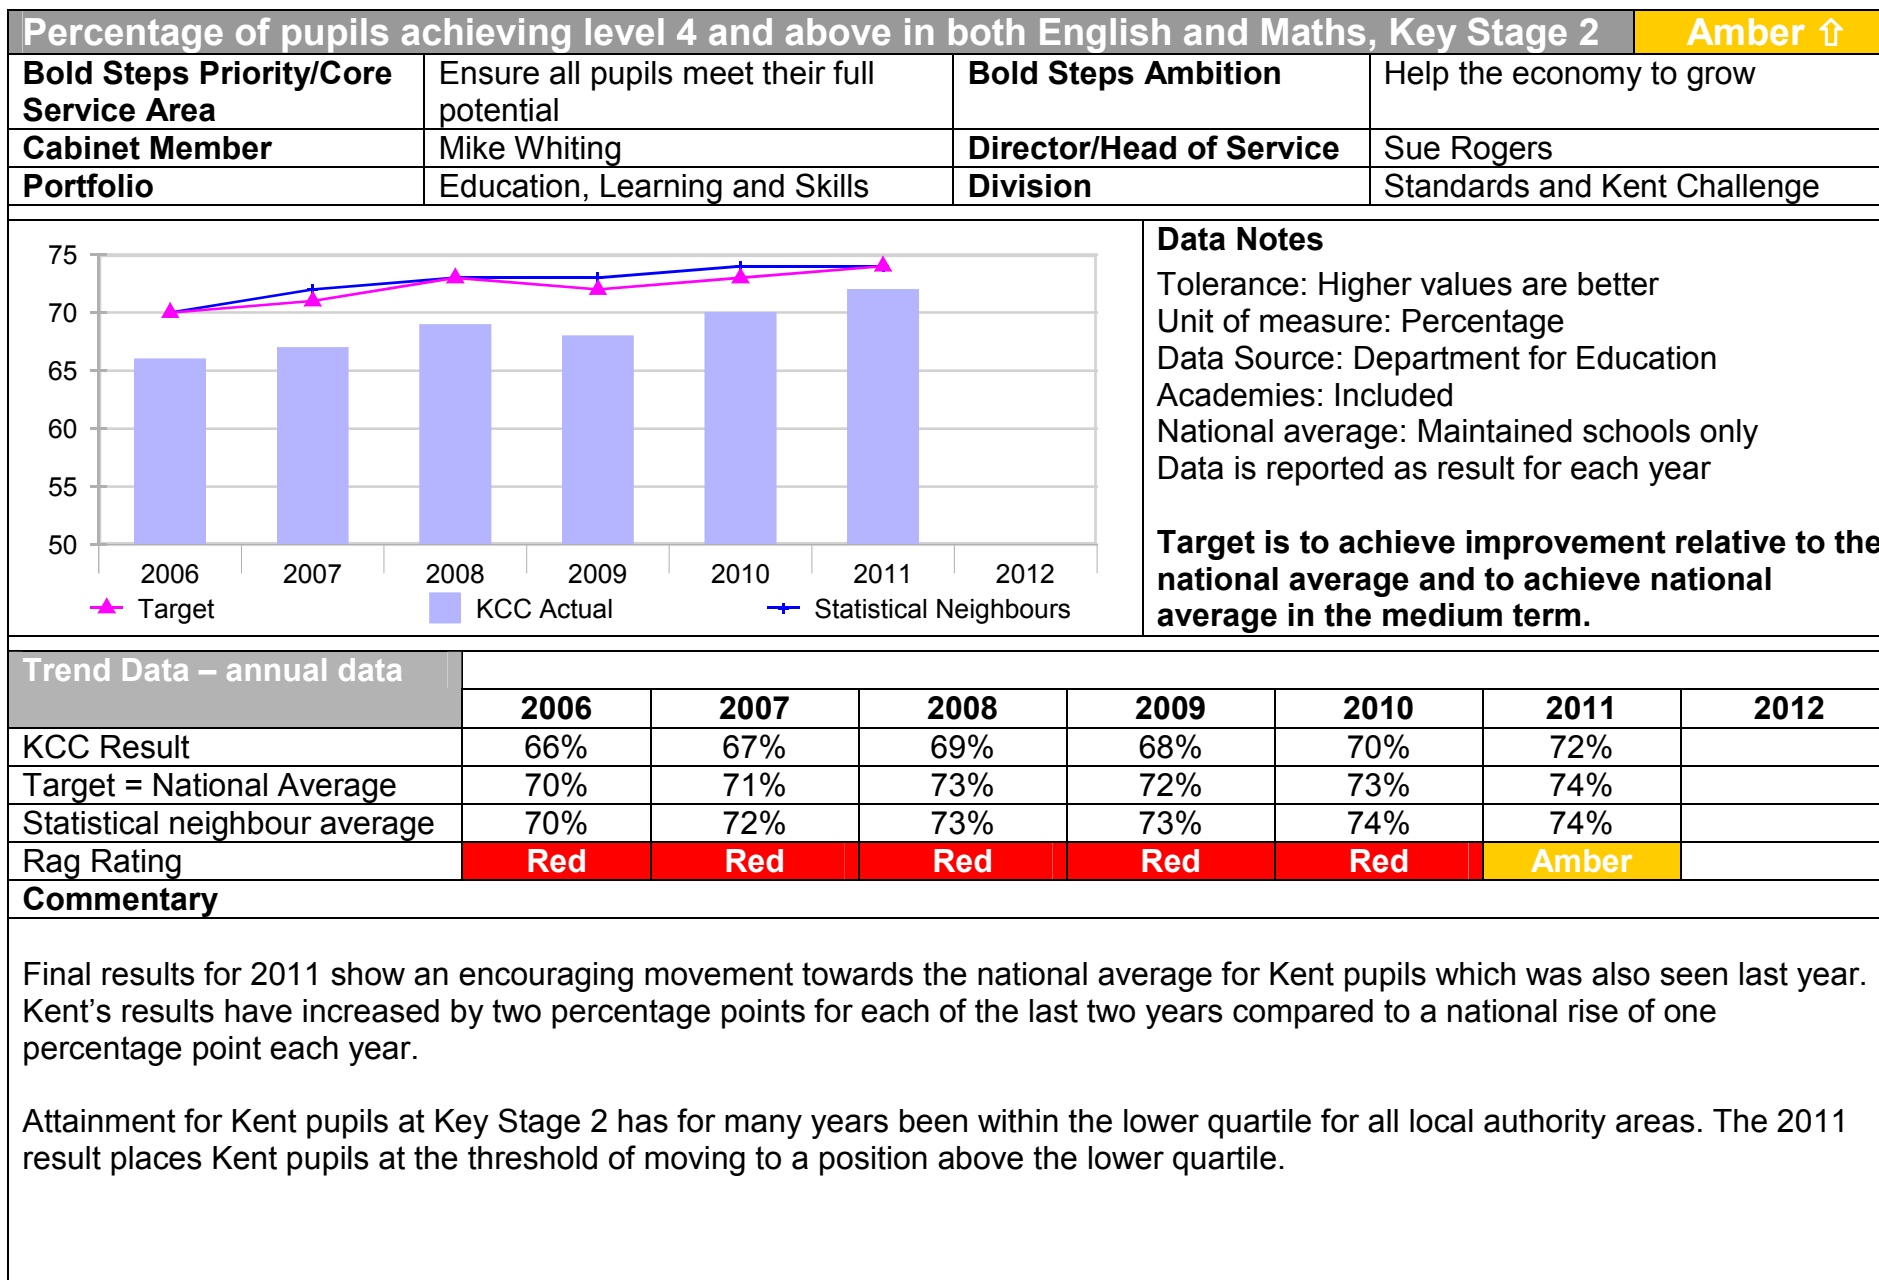 Percentage of pupils achieving level 4 and above in both English and Maths, Key Stage 2 Amber ⇧
Bold Steps Priority/Core Service Area Ensure all pupils meet their full potential Bold Steps Ambition Help the economy to grow
Cabinet Member Mike Whiting Director/Head of Service Sue Rogers
Portfolio Education, Learning and Skills Division Standards and Kent Challenge
75
70
65
60
55
50
2006 2007 2008 2009 2010 2011 2012
Target KCC Actual Statistical Neighbours
Data Notes
Tolerance: Higher values are better
Unit of measure: Percentage
Data Source: Department for Education
Academies: Included
National average: Maintained schools only
Data is reported as result for each year
Target is to achieve improvement relative to the
national average and to achieve national
average in the medium term.
Trend Data – annual data
2006 2007 2008 2009 2010 2011 2012
KCC Result 66% 67% 69% 68% 70% 72%
Target = National Average 70% 71% 73% 72% 73% 74%
Statistical neighbour average 70% 72% 73% 73% 74% 74%
Rag Rating Red Red Red Red Red Amber
Commentary
Final results for 2011 show an encouraging movement towards the national average for Kent pupils which was also seen last year.
Kent’s results have increased by two percentage points for each of the last two years compared to a national rise of one
percentage point each year.
Attainment for Kent pupils at Key Stage 2 has for many years been within the lower quartile for all local authority areas. The 2011
result places Kent pupils at the threshold of moving to a position above the lower quartile.